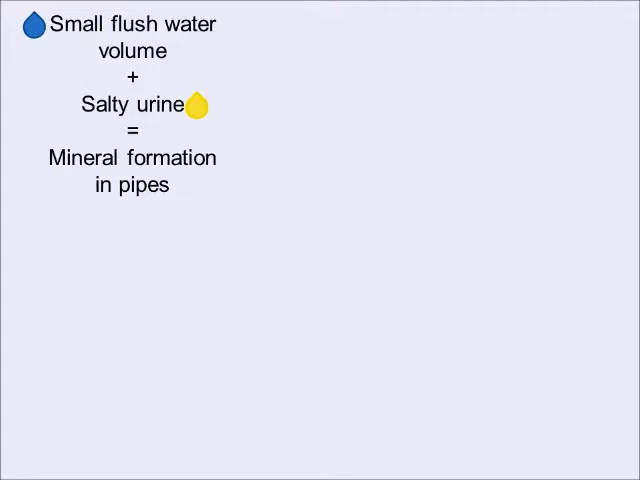 Small flush water
volume
+
Salty urine
=
Mineral formation
in pipes